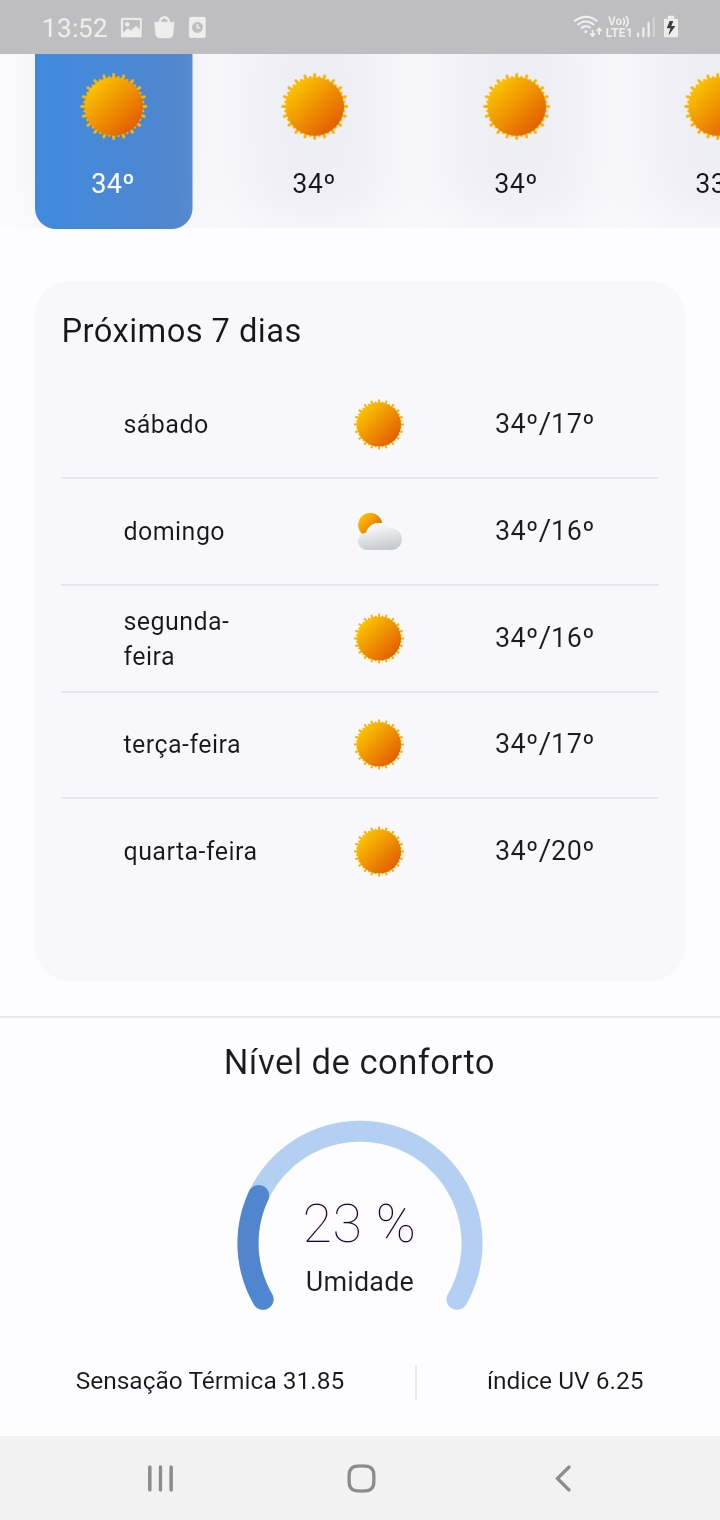 13:52
Vo))
LTE1
34º
34º
34º
33
Próximos 7 dias
sábado
34º/17º
domingo
34º/16º
segunda-
feira
34º/16º
terça-feira
34º/17º
quarta-feira
34º/20º
Nível de conforto
23 %
Umidade
Sensação Térmica 31.85
índice UV 6.25